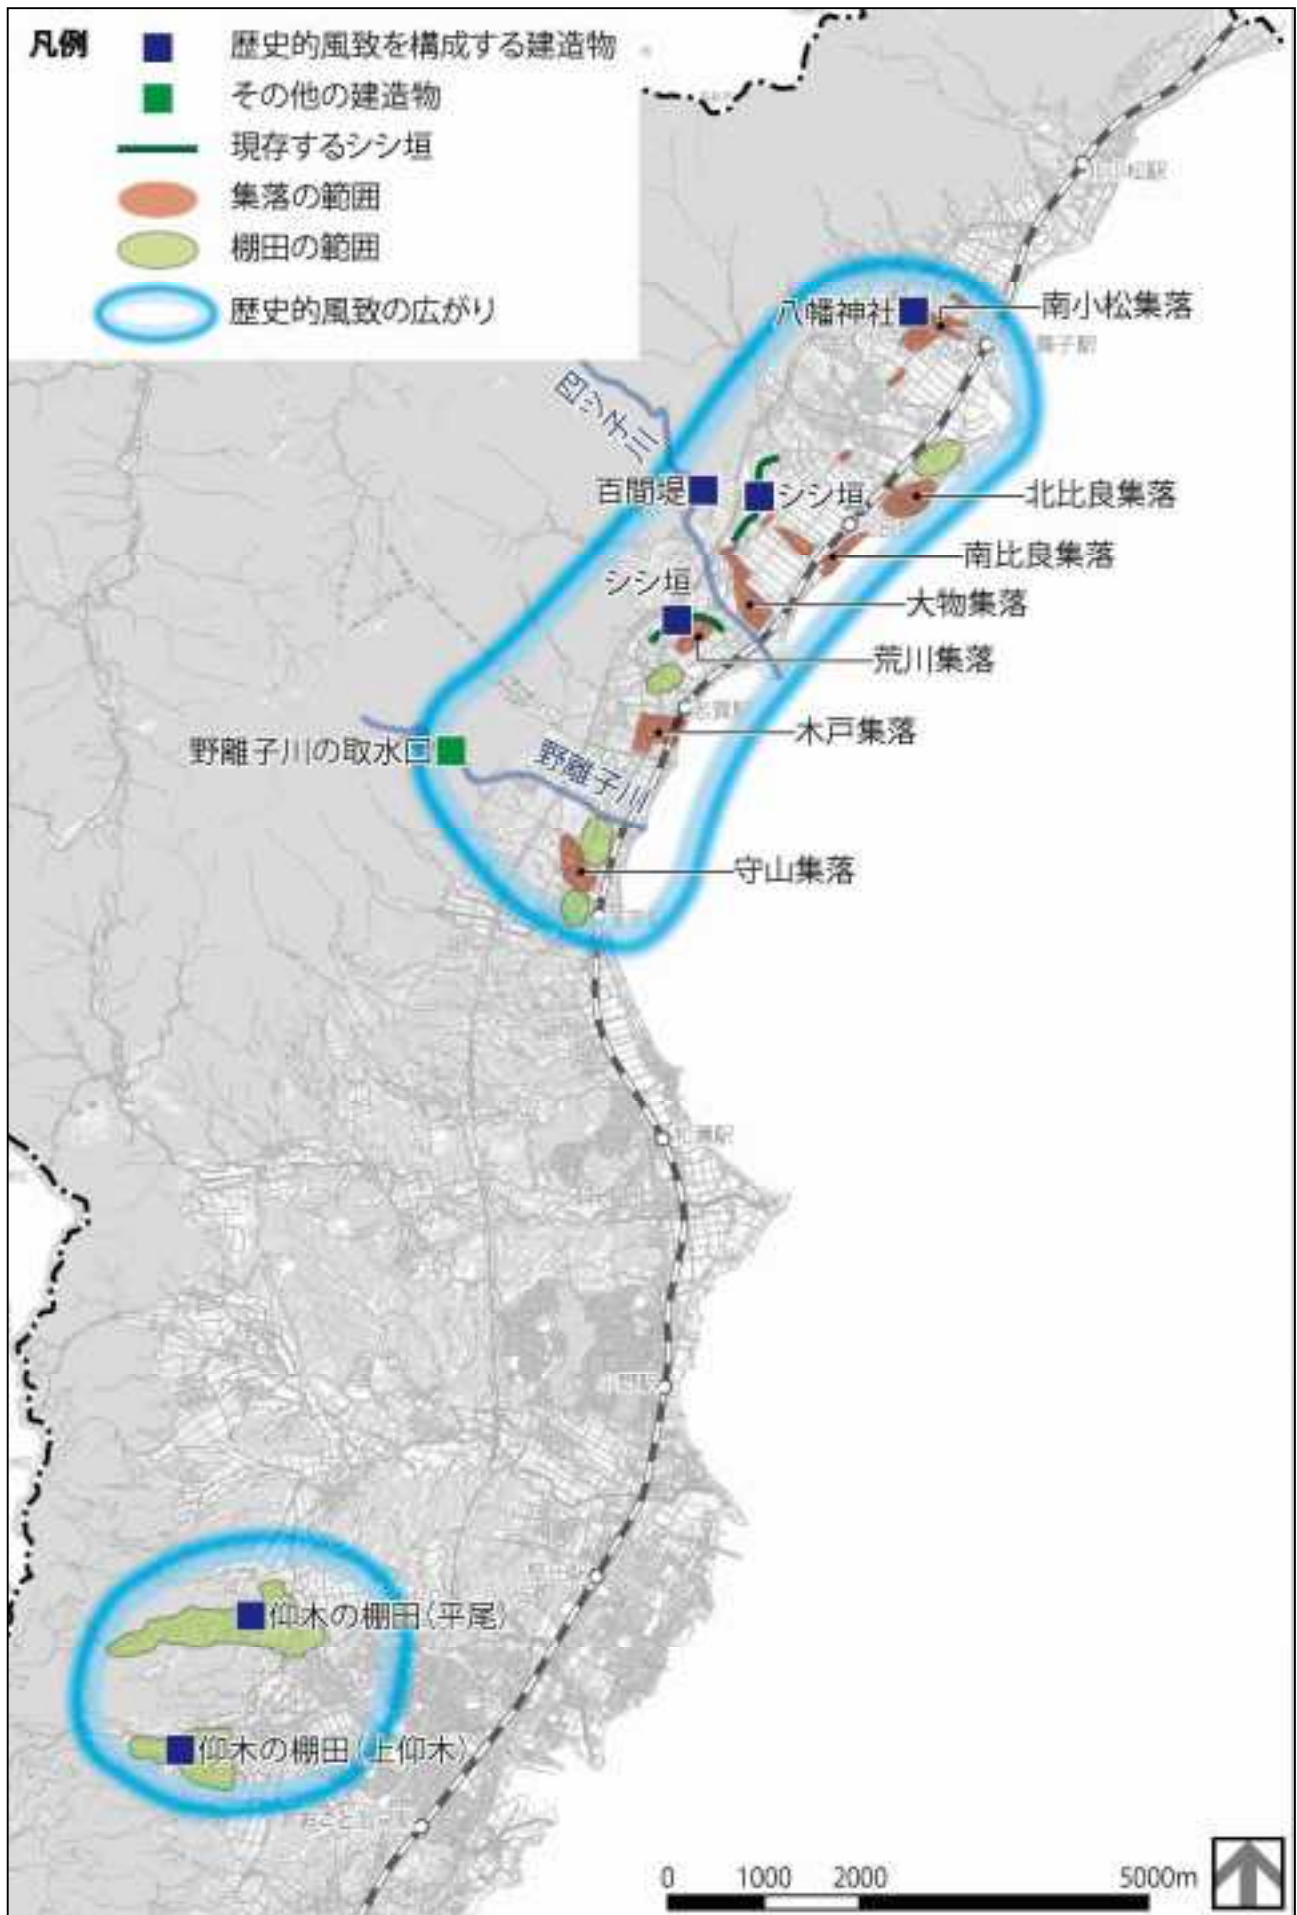 凡例
歴史的風致を構成する建造物
その他の建造物
現存するシシ垣
集落の範囲
棚田の範囲
歴史的風致の広がり
八幡神社
南小松集落
四ツ子川
百間堤
シシ垣
北比良集落
南比良集落
シシ垣
大物集落
荒川集落
木戸集落
野離子川の取水口
野離子川
守山集落
仰木の棚田(平尾)
仰木の棚田(上仰木)
0 1000 2000 5000m